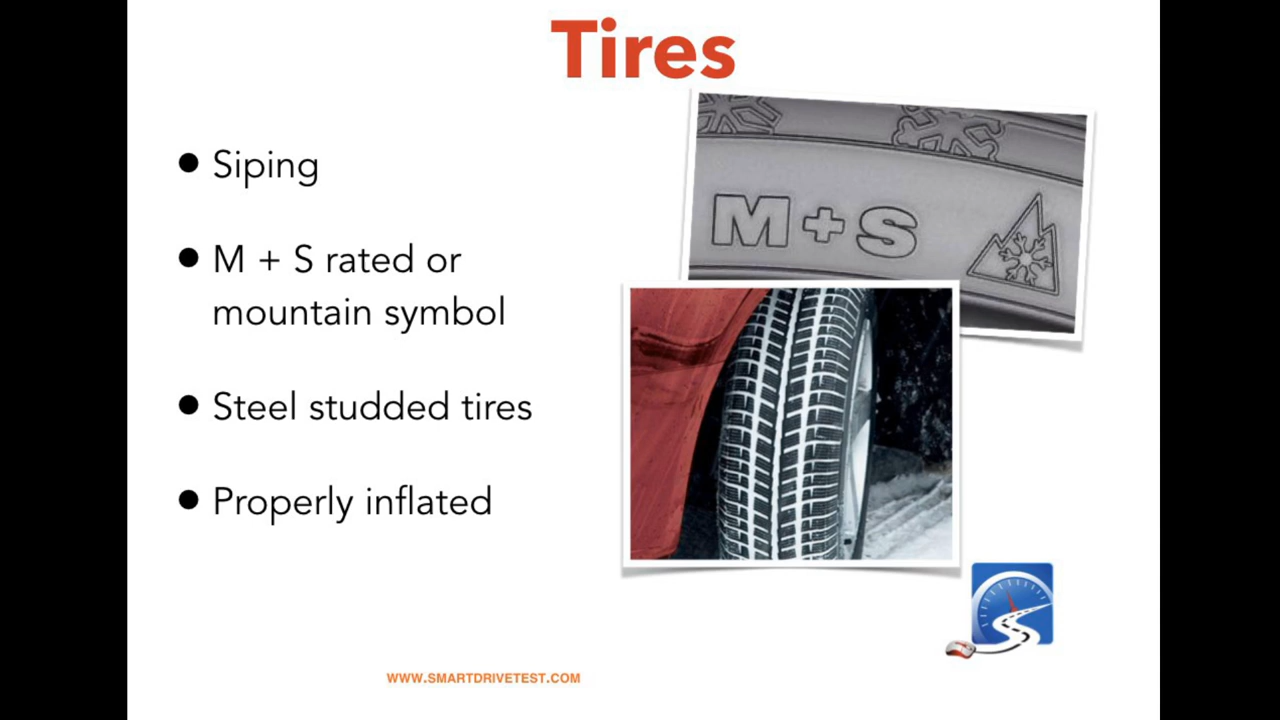 Tires
• Siping
• M + S rated or
mountain symbol
• Steel studded tires
• Properly inflated
M+S
WWW.SMARTDRIVETEST.COM